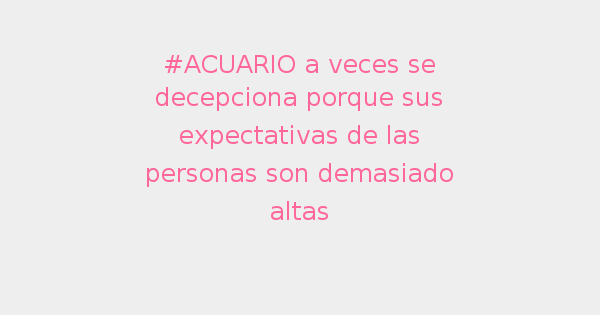 #ACUARIO a veces se
decepciona porque sus
expectativas de las
personas son demasiado
altas